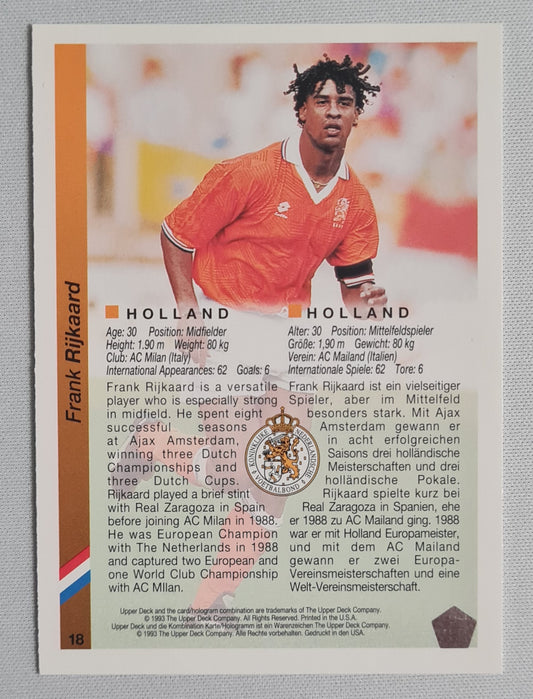 Frank Rijkaard
HOLLAND
Age: 30 Position: Midfielder
Height: 1.90 m Weight: 80 kg
Club: AC Milan (Italy)
International Appearances: 62 Goals: 6
Frank Rijkaard is a versatile
player who is especially strong
in midfield. He spent eight
successful seasons
at Ajax Amsterdam,
winning three Dutch
Championships and
three Dutch Cups.
Rijkaard played a brief stint
with Real Zaragoza in Spain
before joining AC Milan in 1988.
He was European Champion
with The Netherlands in 1988
and captured two European and
one World Club Championship
with AC MIlan.
HOLLAND
Alter: 30 Position: Mittelfeldspieler
Größe: 1,90 m Gewicht: 80 kg
Verein: AC Mailand (Italien)
Internationale Spiele: 62 Tore: 6
Frank Rijkaard ist ein vielseitiger
Spieler, aber im Mittelfeld
besonders stark. Mit Ajax
Amsterdam gewann er
in acht erfolgreichen
Saisons drei holländische
Meisterschaften und drei
holländische Pokale.
Rijkaard spielte kurz bei
Real Zaragoza in Spanien, ehe
er 1988 zu AC Mailand ging. 1988
war er mit Holland Europameister,
und mit dem AC Mailand
gewann er zwei Europa-
Vereinsmeisterschaften und eine
Welt-Vereinsmeisterschaft.
KONINKLIJKE NEDERLANDSE VOETBALBOND
Upper Deck and the card/hologram combination are trademarks of The Upper Deck Company.
© 1993 The Upper Deck Company. All Rights Reserved. Printed in the U.S.A.
Upper Deck und die Kombination Karte/Hologramm ist ein Warenzeichen The Upper Deck Company.
© 1993 The Upper Deck Company. Alle Rechte vorbehalten. Gedruckt in den USA.
18